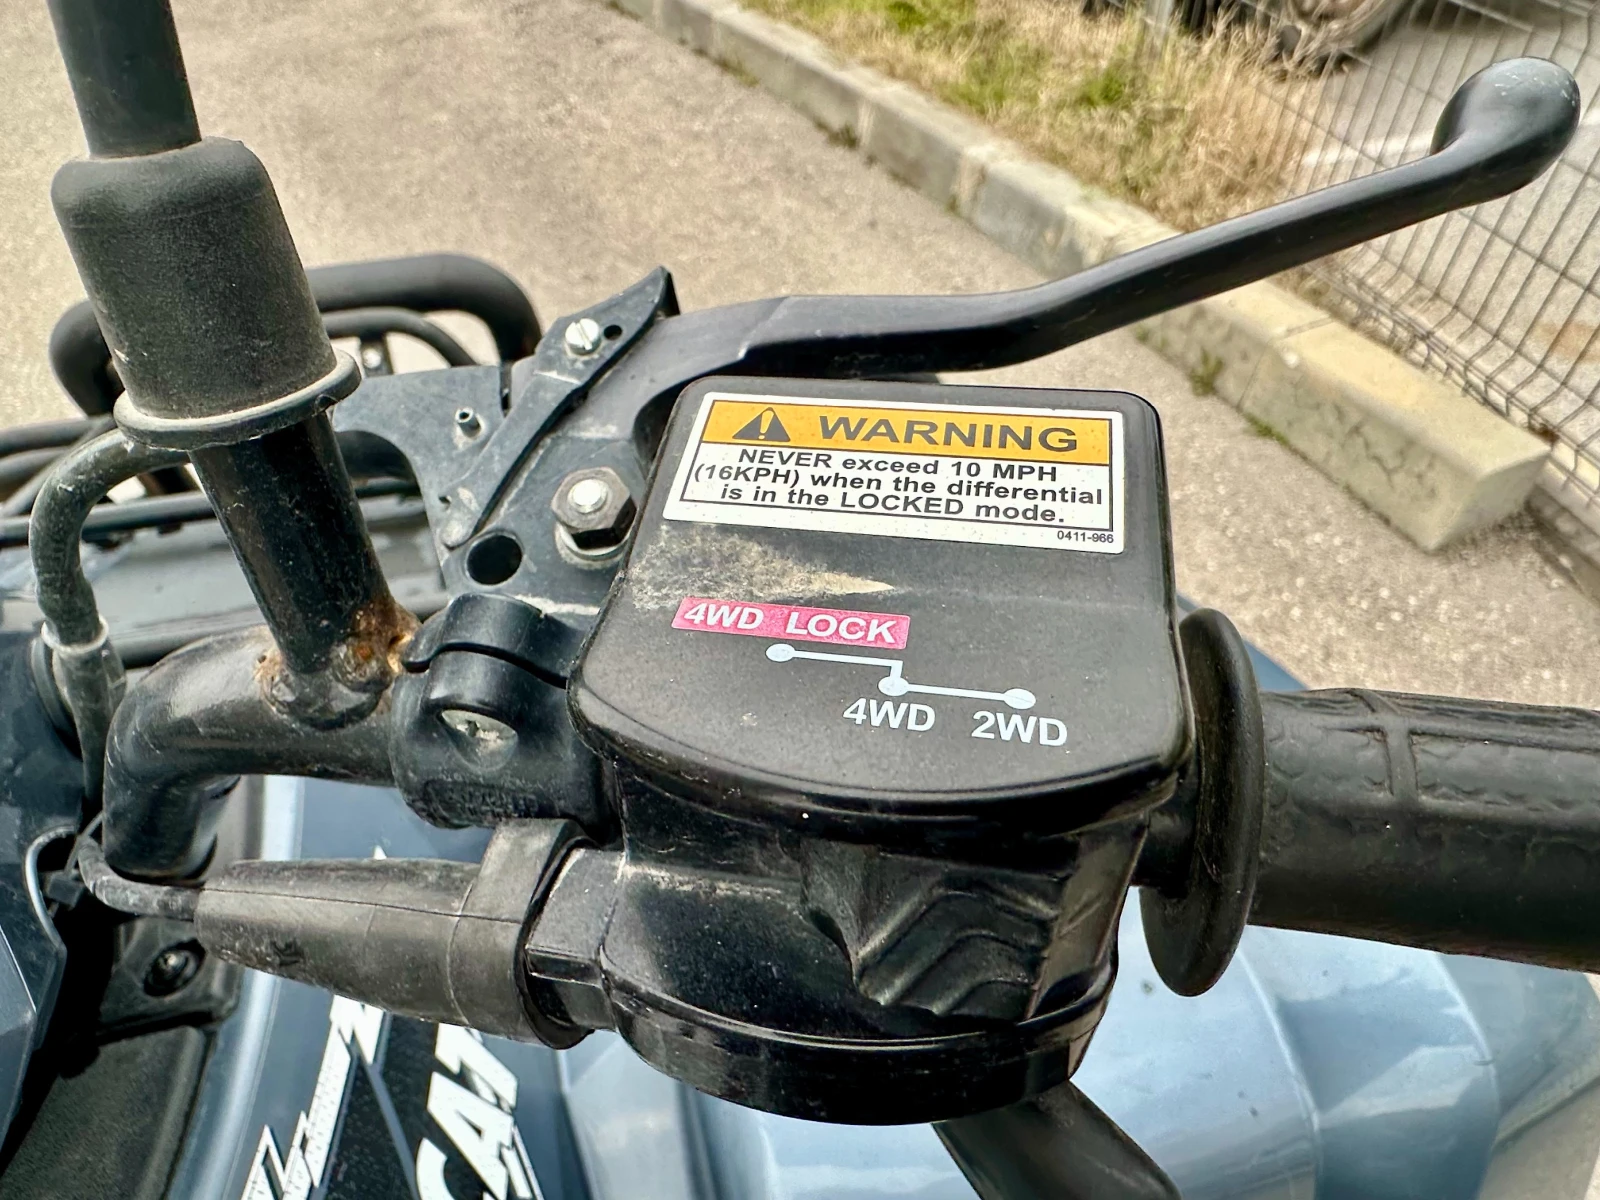 WARNING
NEVER exceed 10 MPH
(16KPH) when the differential
is in the LOCKED mode.
0411-966
4WD LOCK
4WD 2WD
CAT